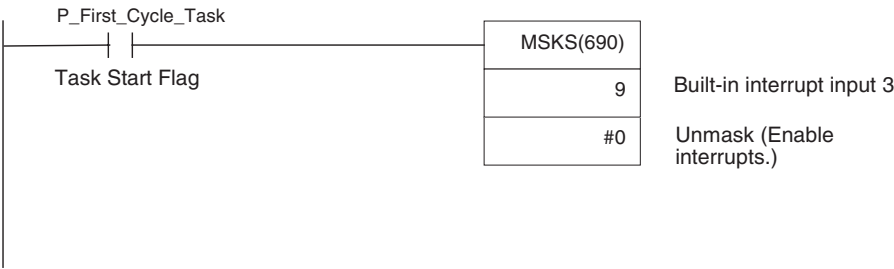 P_First_Cycle_Task
Task Start Flag
MSKS(690)
9
Built-in interrupt input 3
#0
Unmask (Enable
interrupts.)